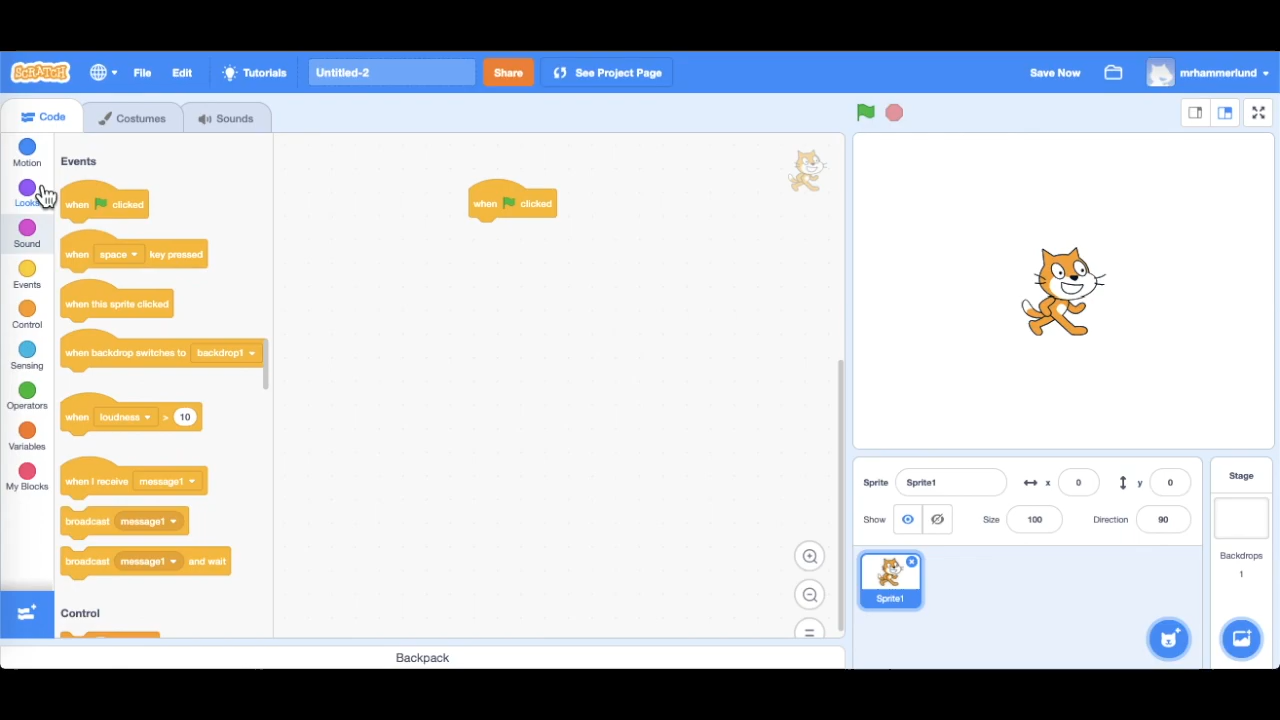 SCRATCH File Edit Tutorials Untitled-2 Share See Project Page Save Now mrhammerlund
Code Costumes Sounds
Motion
Looks
Sound
Events
Control
Sensing
Operators
Variables
My Blocks
Events
when clicked
when space key pressed
when this sprite clicked
when backdrop switches to backdrop1
when loudness > 10
when I receive message1
broadcast message1
broadcast message1 and wait
Control
when clicked
Backpack
Sprite Sprite1 x 0 y 0
Show Size 100 Direction 90
Sprite1
Stage
Backdrops
1